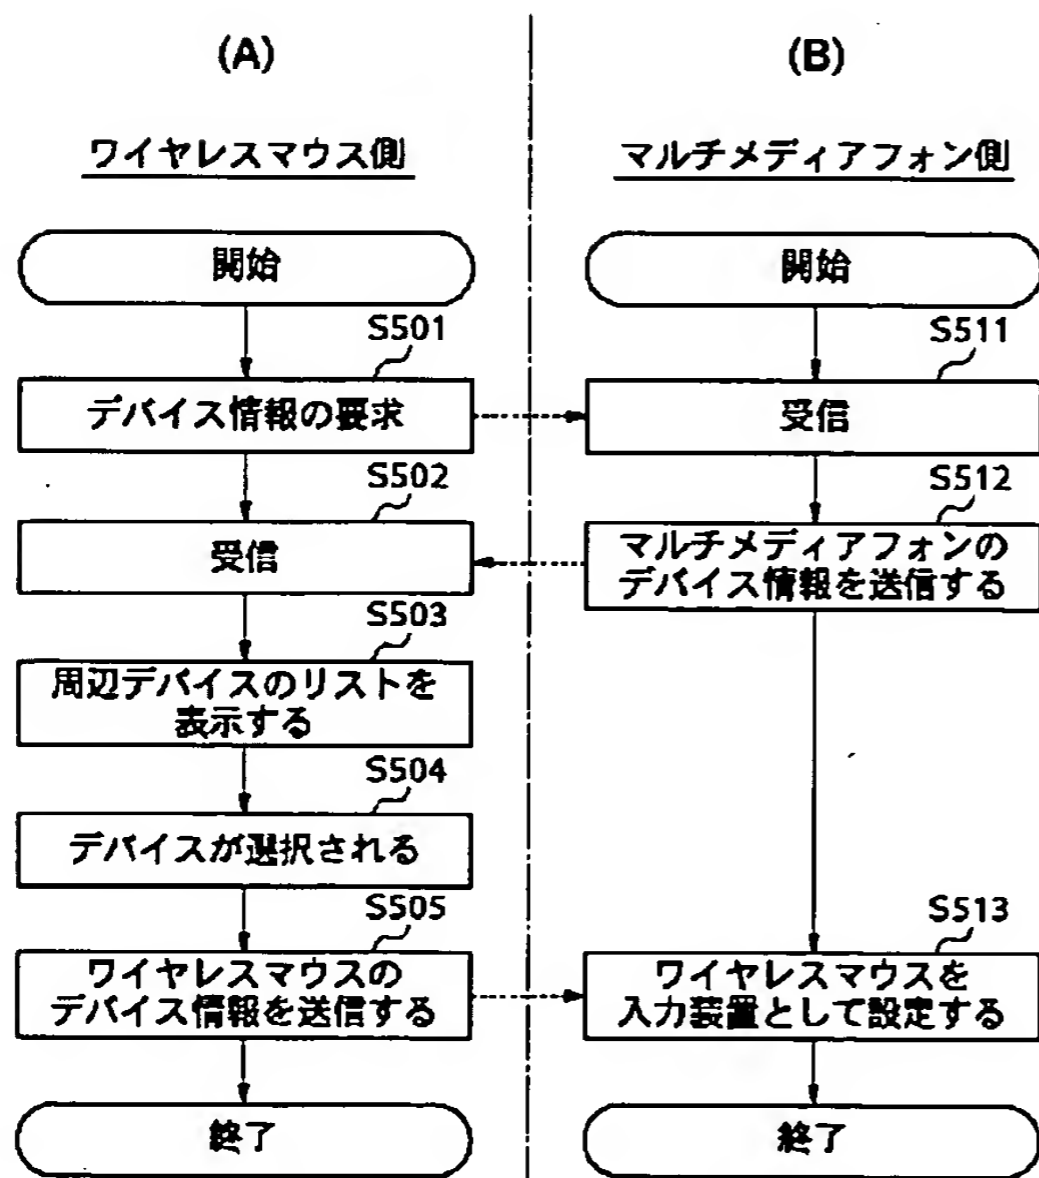 (A)
ワイヤレスマウス側
開始
S501
デバイス情報の要求
S502
受信
S503
周辺デバイスのリストを
表示する
S504
デバイスが選択される
S505
ワイヤレスマウスの
デバイス情報を送信する
終了
(B)
マルチメディアフォン側
開始
S511
受信
S512
マルチメディアフォンの
デバイス情報を送信する
S513
ワイヤレスマウスを
入力装置として設定する
終了